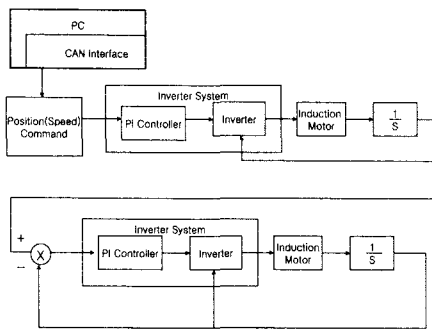 PC
CAN Interface
Position(Speed)
Command
Inverter System
PI Controller
Inverter
Induction
Motor
1
S
+
−
X
Inverter System
PI Controller
Inverter
Induction
Motor
1
S